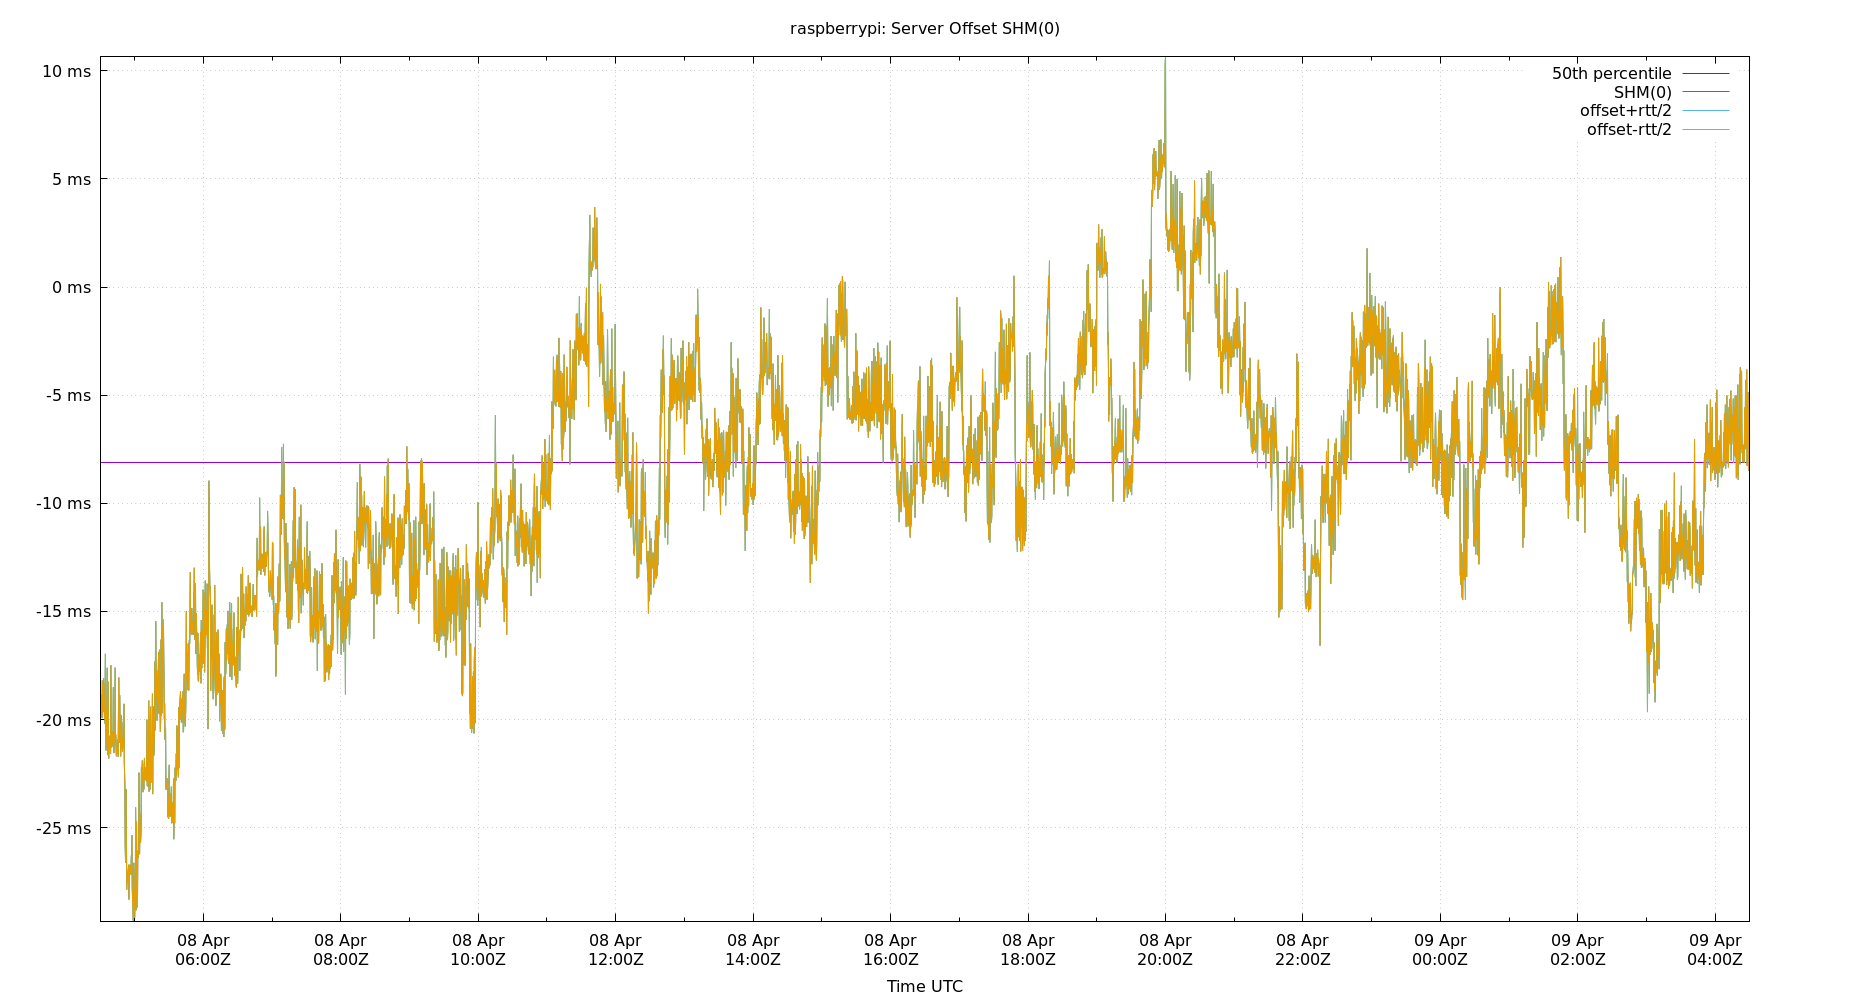 raspberrypi: Server Offset SHM(0)
50th percentile
SHM(0)
offset+rtt/2
offset-rtt/2
10 ms
5 ms
0 ms
-5 ms
-10 ms
-15 ms
-20 ms
-25 ms
08 Apr 08 Apr 08 Apr 08 Apr 08 Apr 08 Apr 08 Apr 08 Apr 08 Apr 09 Apr 09 Apr 09 Apr
06:00Z 08:00Z 10:00Z 12:00Z 14:00Z 16:00Z 18:00Z 20:00Z 22:00Z 00:00Z 02:00Z 04:00Z
Time UTC